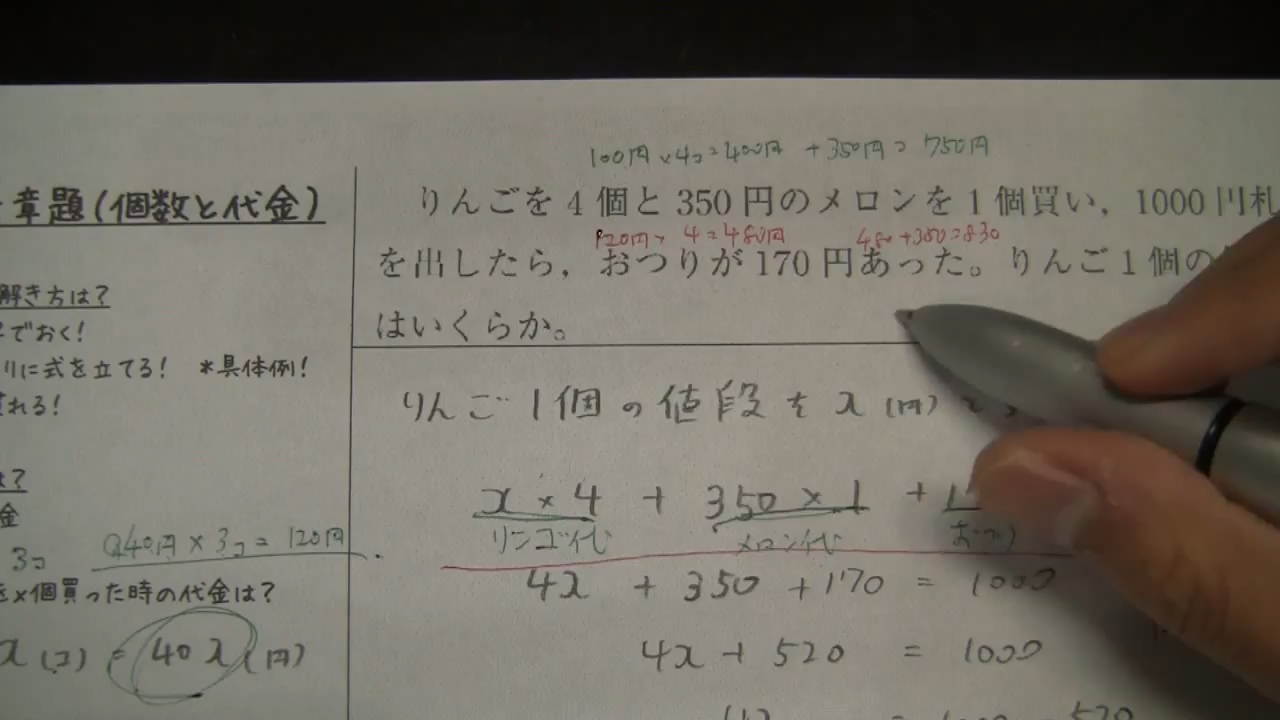 章題(個数と代金)
解き方は?
でおく!
りに式を立てる! *具体例!
れる!
は?
金
3コ 040円×3コ=120円
x個買った時の代金は?
x(コ)=40x(円)
100円×4コ=400円 +350円=750円
りんごを4個と350円のメロンを1個買い,1000円札
120円× 4=480円 480+350=830
を出したら,おつりが170円あった。りんご1個の
はいくらか。
りんご1個の値段をx(円)
x×4 + 350×1 +
リンゴ代 メロン代 おつり
4x + 350 +170 = 1000
4x + 520 = 1000
= 520